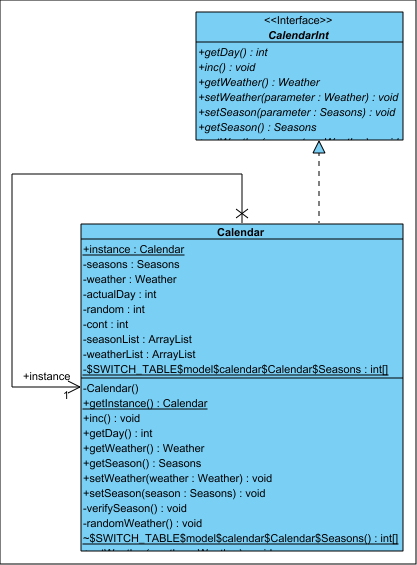 <<Interface>>
CalendarInt
+getDay() : int
+inc() : void
+getWeather() : Weather
+setWeather(parameter : Weather) : void
+setSeason(parameter : Seasons) : void
+getSeason() : Seasons
Calendar
+instance : Calendar
-seasons : Seasons
-weather : Weather
-actualDay : int
-random : int
-cont : int
-seasonList : ArrayList
-weatherList : ArrayList
-$SWITCH_TABLE$model$calendar$Calendar$Seasons : int[]
+instance
1
-Calendar()
+getInstance() : Calendar
+inc() : void
+getDay() : int
+getWeather() : Weather
+getSeason() : Seasons
+setWeather(weather : Weather) : void
+setSeason(season : Seasons) : void
-verifySeason() : void
-randomWeather() : void
~$SWITCH_TABLE$model$calendar$Calendar$Seasons() : int[]